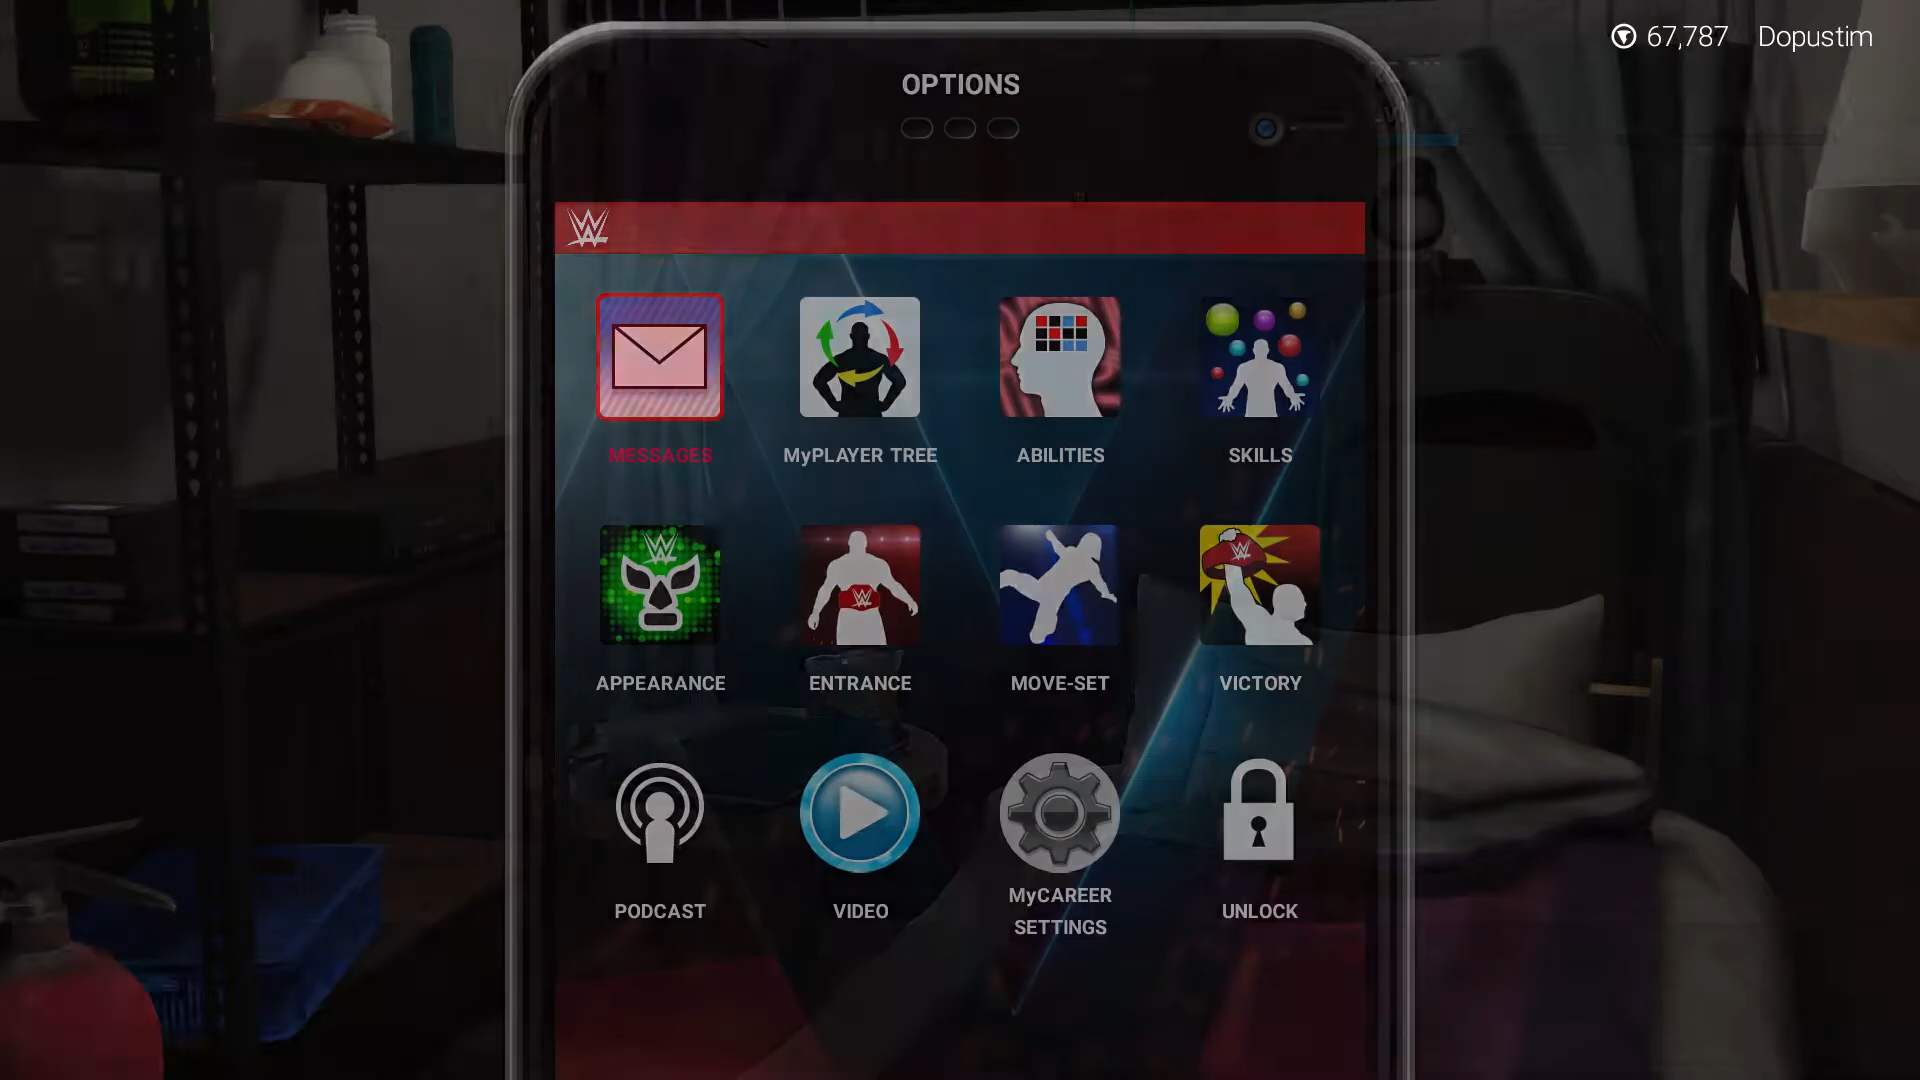 67,787 Dopustim
OPTIONS
MESSAGES
MyPLAYER TREE
ABILITIES
SKILLS
APPEARANCE
ENTRANCE
MOVE-SET
VICTORY
PODCAST
VIDEO
MyCAREER
SETTINGS
UNLOCK